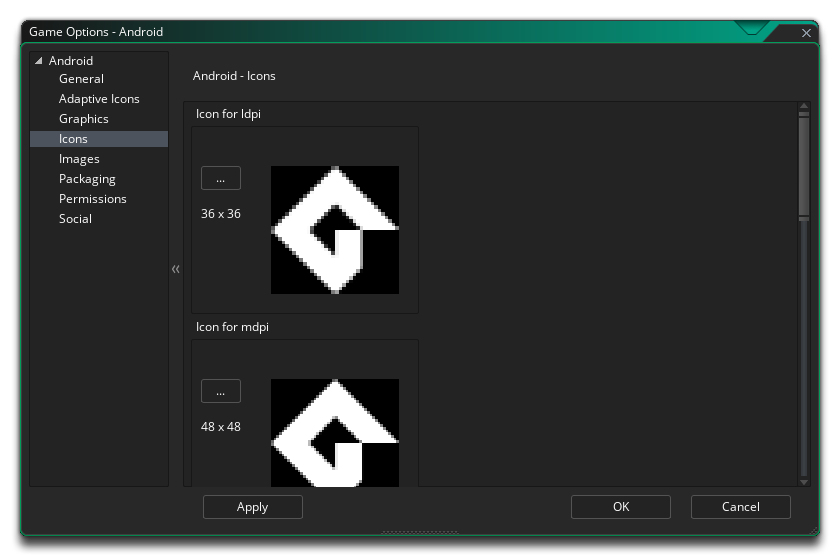 Game Options - Android
Android
General
Adaptive Icons
Graphics
Icons
Images
Packaging
Permissions
Social
Android - Icons
Icon for ldpi
...
36 x 36
Icon for mdpi
...
48 x 48
Apply
OK
Cancel